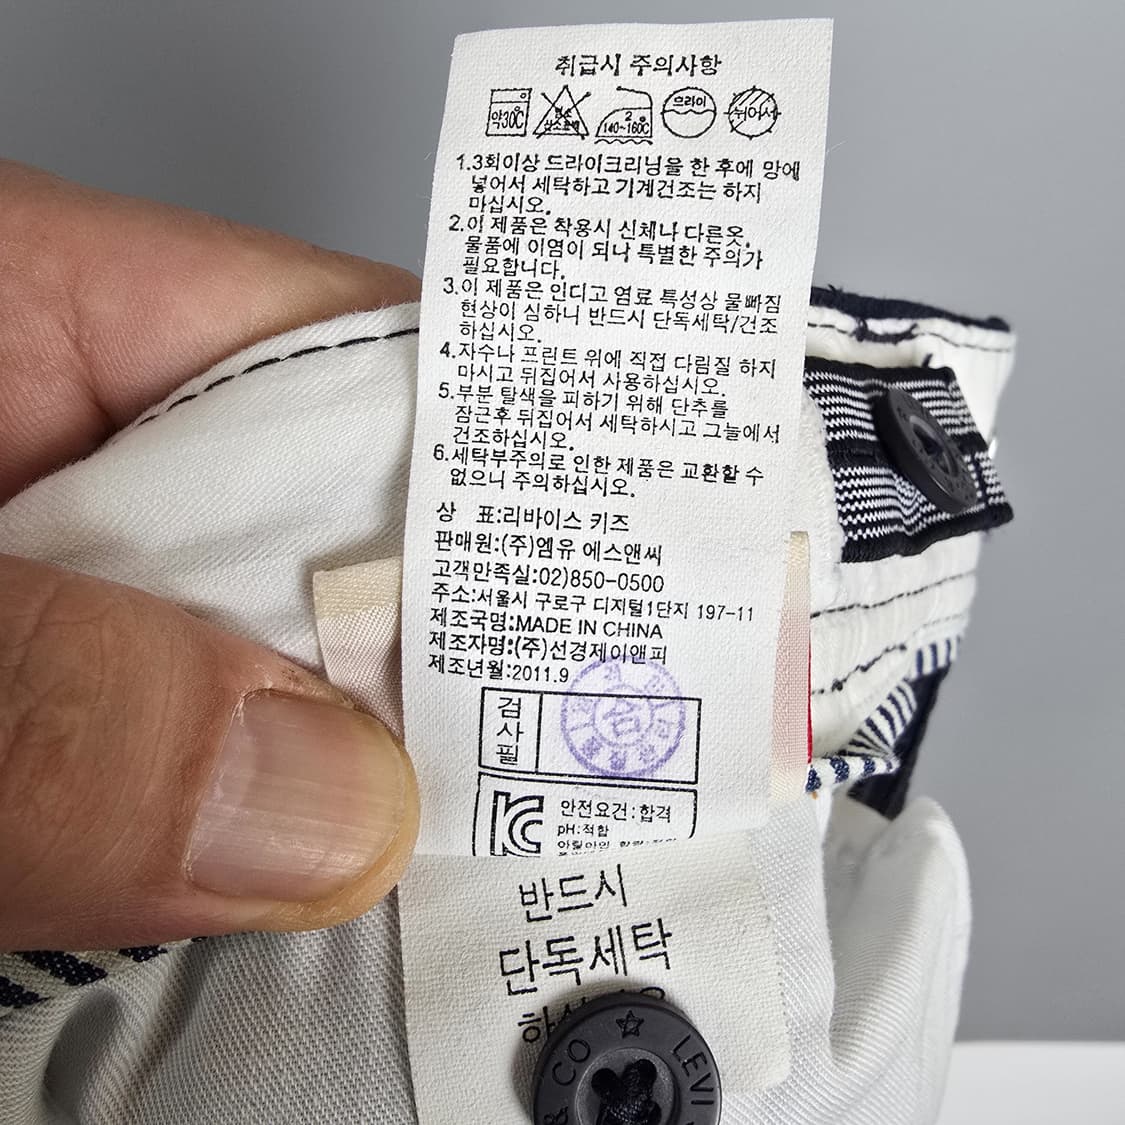 취급시 주의사항
약30℃
염소
산소표백
2
140~160℃
드라이
뉘어서
1.3회이상 드라이크리닝을 한 후에 망에
넣어서 세탁하고 기계건조는 하지
마십시오.
2.이 제품은 착용시 신체나 다른옷,
물품에 이염이 되니 특별한 주의가
필요합니다.
3.이 제품은 인디고 염료 특성상 물빠짐
현상이 심하니 반드시 단독세탁/건조
하십시오.
4.자수나 프린트 위에 직접 다림질 하지
마시고 뒤집어서 사용하십시오.
5.부분 탈색을 피하기 위해 단추를
잠근후 뒤집어서 세탁하시고 그늘에서
건조하십시오.
6.세탁부주의로 인한 제품은 교환할 수
없으니 주의하십시오.
상 표:리바이스 키즈
판매원:(주)엠유 에스앤씨
고객만족실:02)850-0500
주소:서울시 구로구 디지털1단지 197-11
제조국명:MADE IN CHINA
제조자명:(주)선경제이앤피
제조년월:2011.9
검사필
합
안전요건:합격
pH:적합
반드시
단독세탁
& CO LEVI